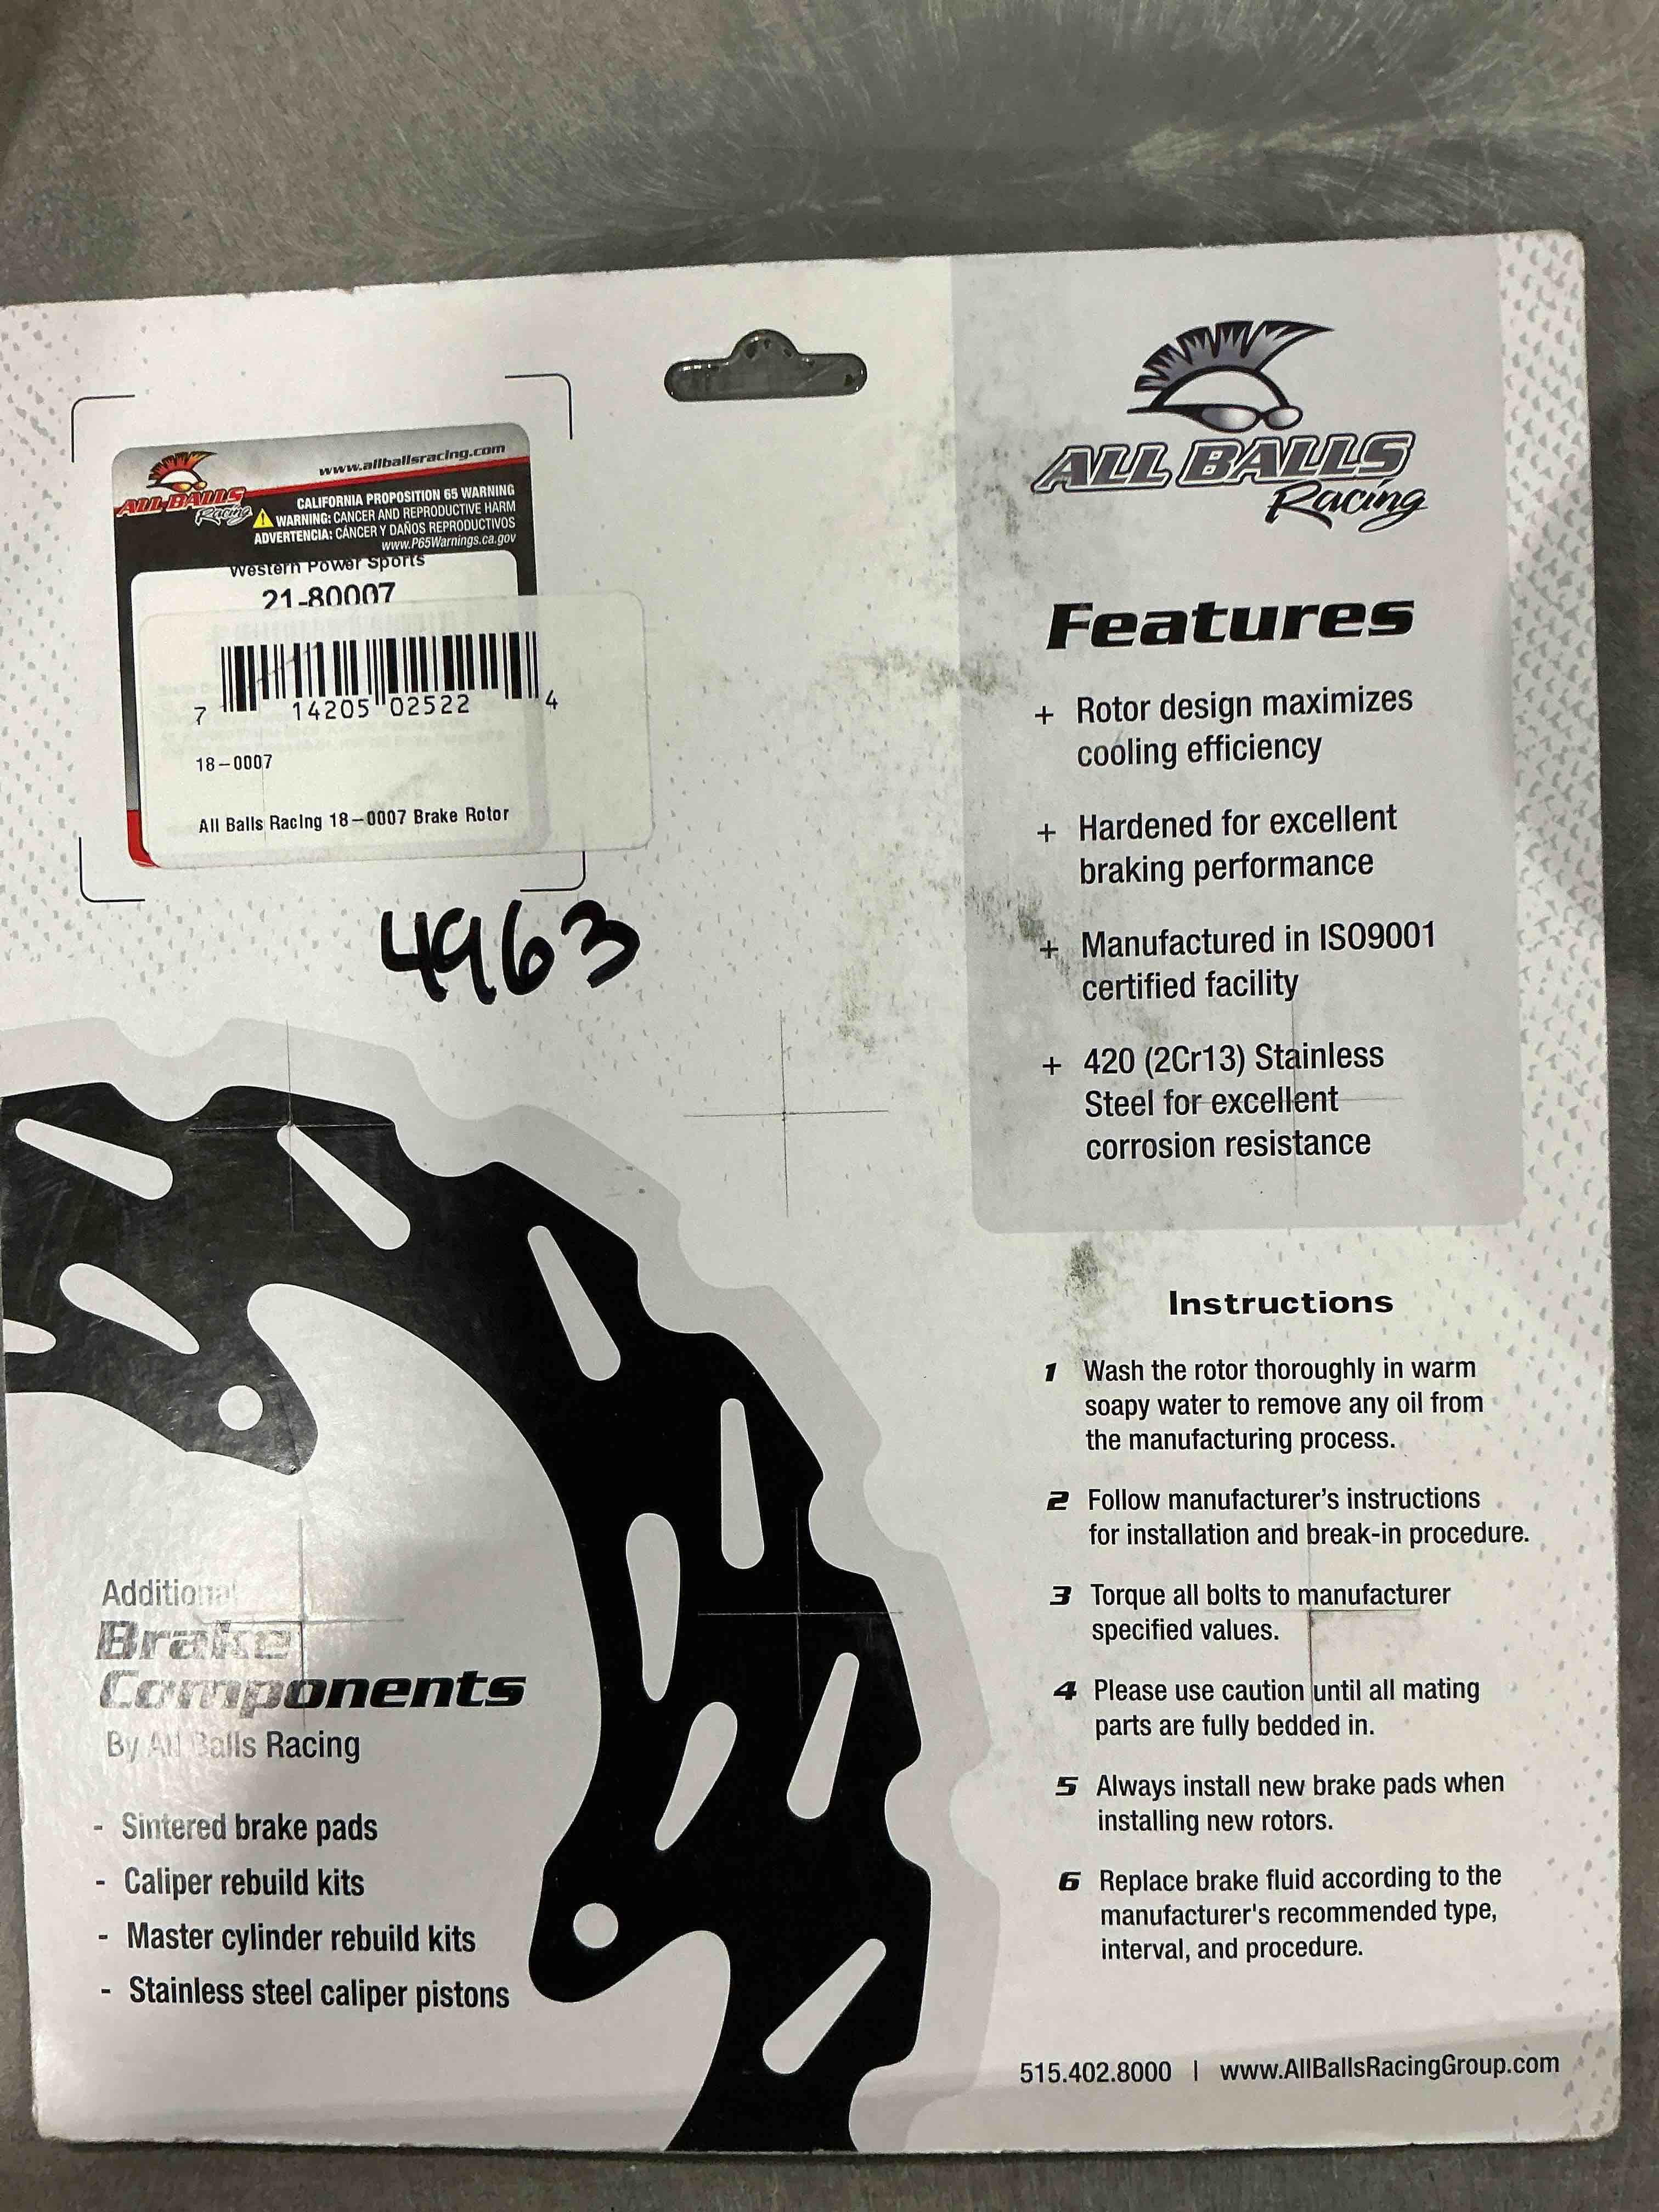 www.allballsracing.com
ALL BALLS
Racing
CALIFORNIA PROPOSITION 65 WARNING
WARNING: CANCER AND REPRODUCTIVE HARM
ADVERTENCIA: CÁNCER Y DAÑOS REPRODUCTIVOS
www.P65Warnings.ca.gov
Western Power Sports
21-80007
7 14205 02522 4
18-0007
All Balls Racing 18-0007 Brake Rotor
4963
ALL BALLS
Racing
Features
+ Rotor design maximizes
cooling efficiency
+ Hardened for excellent
braking performance
+ Manufactured in ISO9001
certified facility
+ 420 (2Cr13) Stainless
Steel for excellent
corrosion resistance
Instructions
1 Wash the rotor thoroughly in warm
soapy water to remove any oil from
the manufacturing process.
2 Follow manufacturer's instructions
for installation and break-in procedure.
3 Torque all bolts to manufacturer
specified values.
4 Please use caution until all mating
parts are fully bedded in.
5 Always install new brake pads when
installing new rotors.
6 Replace brake fluid according to the
manufacturer's recommended type,
interval, and procedure.
Additional
Brake
Components
By All Balls Racing
- Sintered brake pads
- Caliper rebuild kits
- Master cylinder rebuild kits
- Stainless steel caliper pistons
515.402.8000 | www.AllBallsRacingGroup.com